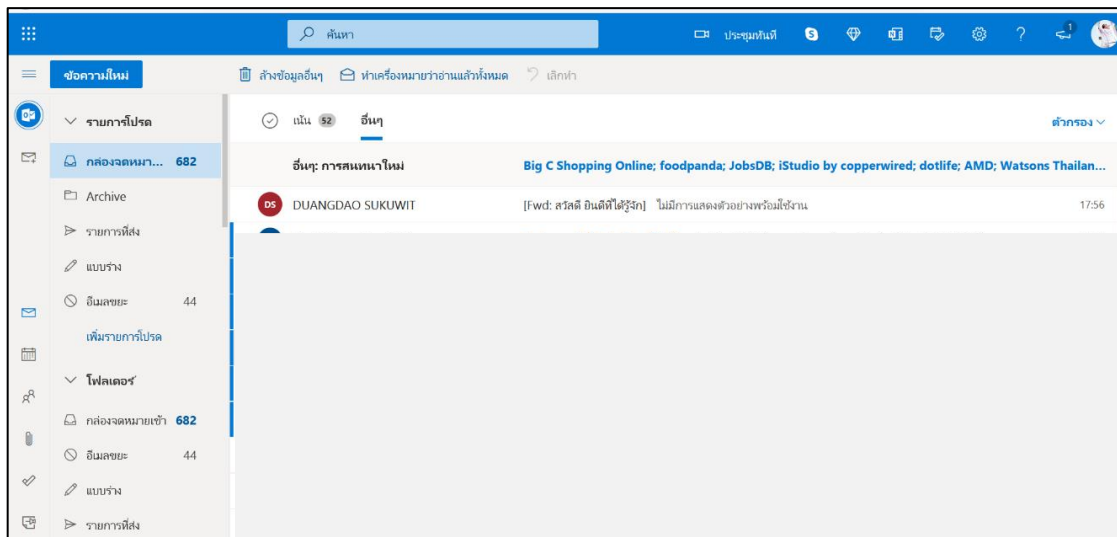 ค้นหา
ประชุมทันที
1
ข้อความใหม่
ล้างข้อมูลอื่นๆ
ทำเครื่องหมายว่าอ่านแล้วทั้งหมด
เลิกทำ
รายการโปรด
เน้น 52 อื่นๆ
ตัวกรอง
กล่องจดหมา... 682
อื่นๆ: การสนทนาใหม่
Big C Shopping Online; foodpanda; JobsDB; iStudio by copperwired; dotlife; AMD; Watsons Thailan...
Archive
DS DUANGDAO SUKUWIT
[Fwd: สวัสดี ยินดีที่ได้รู้จัก] ไม่มีการแสดงตัวอย่างพร้อมใช้งาน
17:56
รายการที่ส่ง
แบบร่าง
อีเมลขยะ 44
เพิ่มรายการโปรด
โฟลเดอร์
กล่องจดหมายเข้า 682
อีเมลขยะ 44
แบบร่าง
รายการที่ส่ง